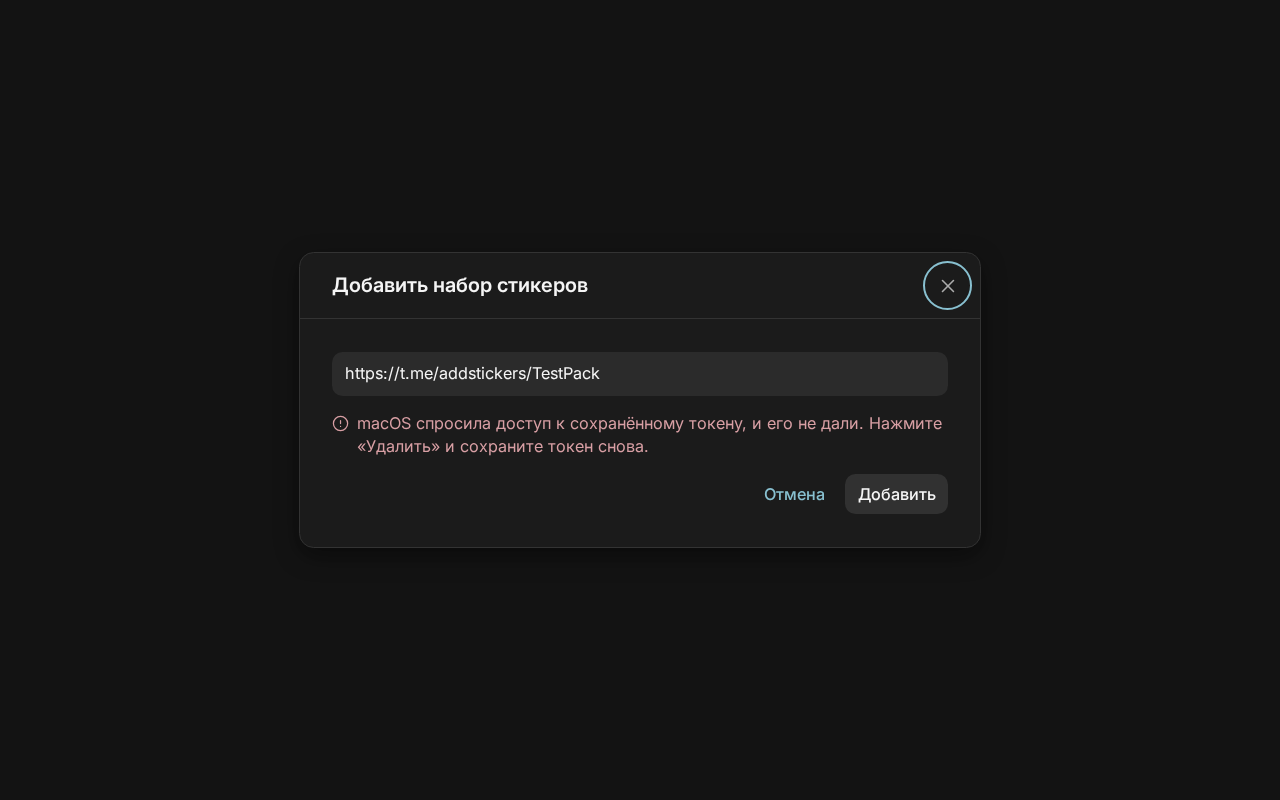 Добавить набор стикеров
https://t.me/addstickers/TestPack
macOS спросила доступ к сохранённому токену, и его не дали. Нажмите
«Удалить» и сохраните токен снова.
Отмена
Добавить